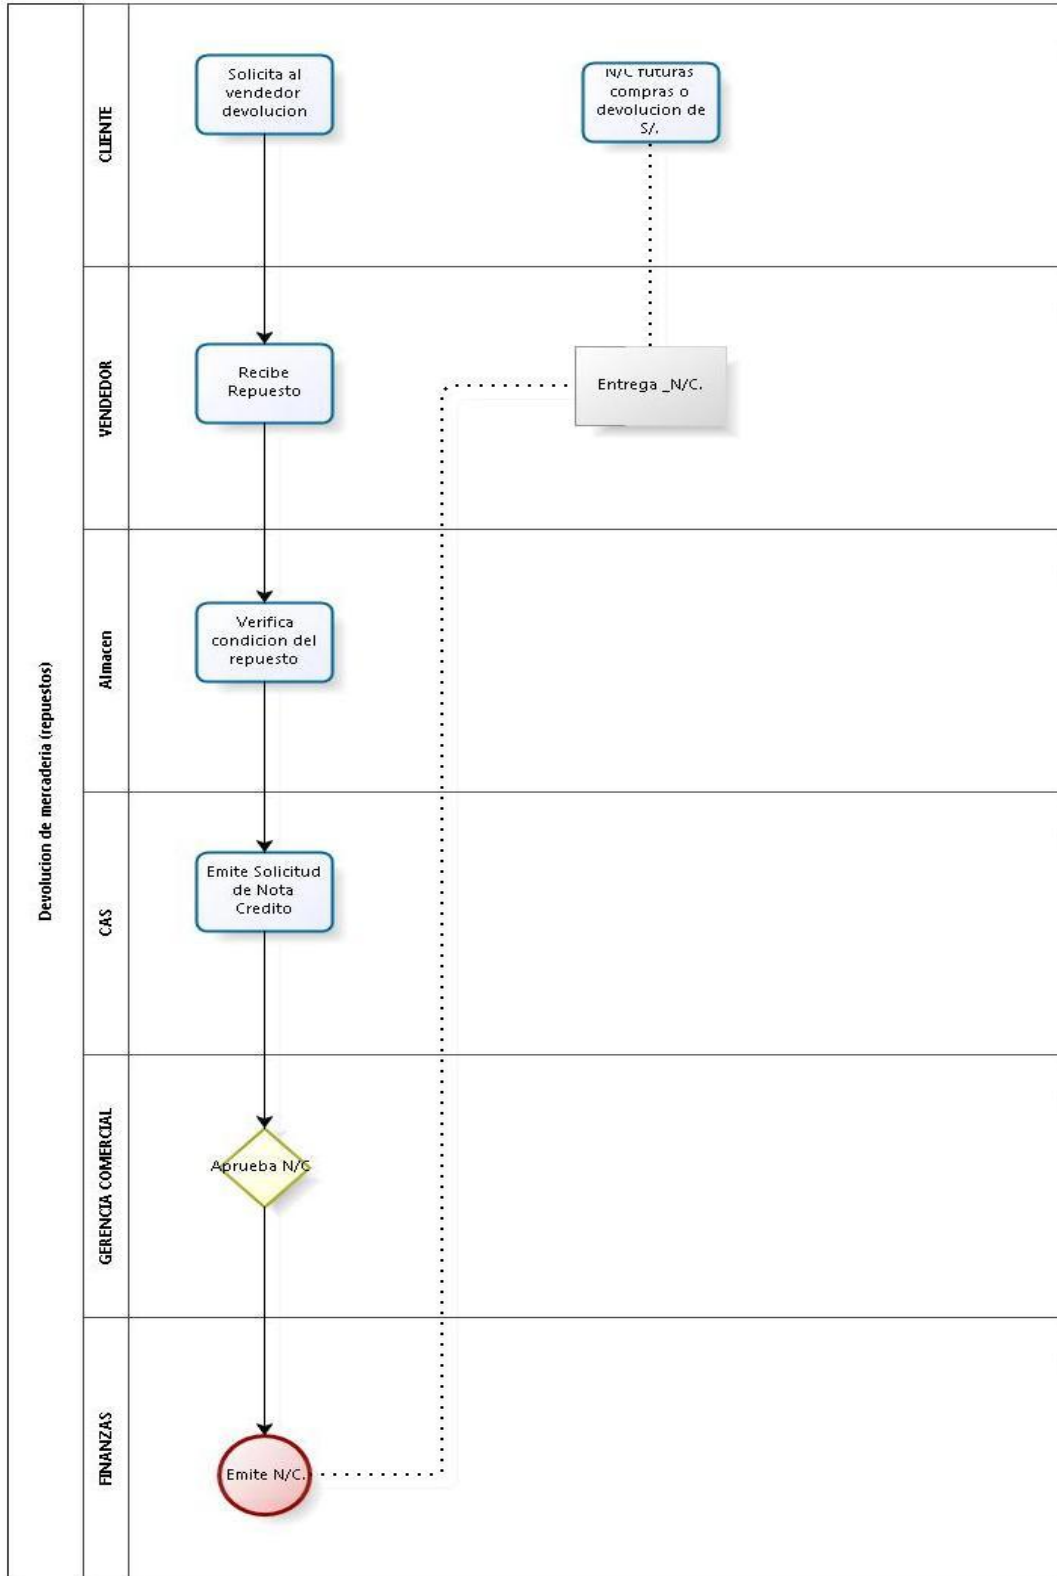 Devolucion de mercaderia (repuestos)
CLIENTE
Solicita al
vendedor
devolucion
N/C futuras
compras o
devolucion de
S/.
VENDEDOR
Recibe
Repuesto
Entrega _N/C.
Almacen
Verifica
condicion del
repuesto
CAS
Emite Solicitud
de Nota
Credito
GERENCIA COMERCIAL
Aprueba N/C
FINANZAS
Emite N/C.